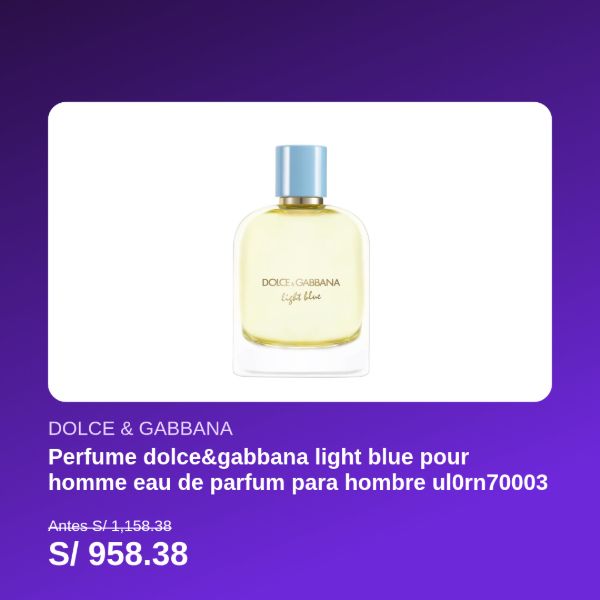 DOLCE & GABBANA
light blue
DOLCE & GABBANA
Perfume dolce&gabbana light blue pour
homme eau de parfum para hombre ul0rn70003
Antes S/ 1,158.38
S/ 958.38